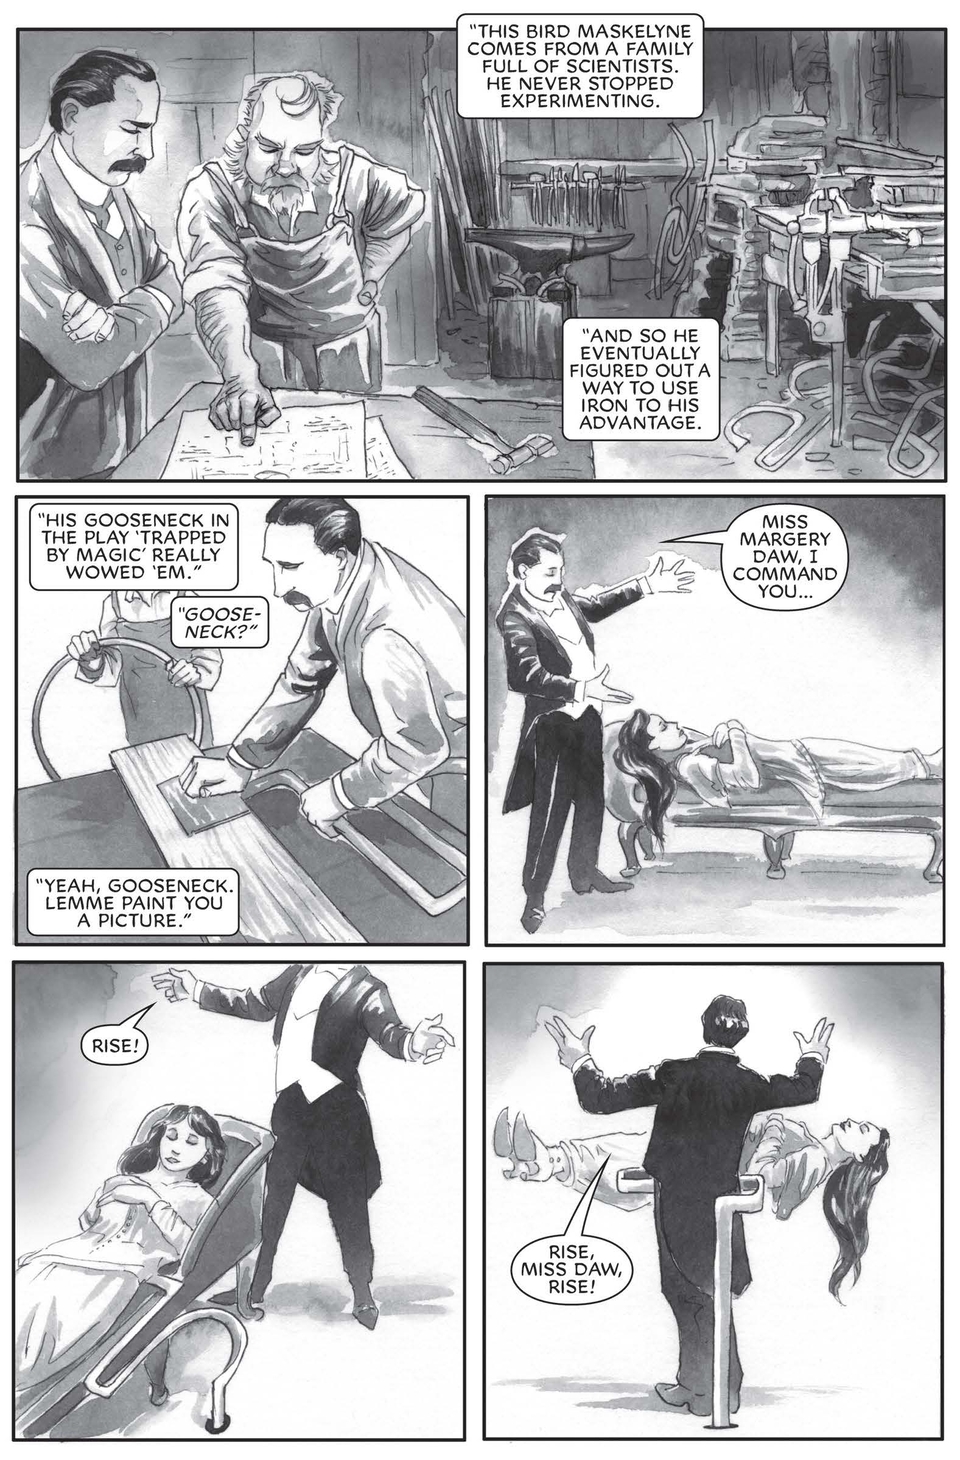 "THIS BIRD MASKELYNE
COMES FROM A FAMILY
FULL OF SCIENTISTS.
HE NEVER STOPPED
EXPERIMENTING.
"AND SO HE
EVENTUALLY
FIGURED OUT A
WAY TO USE
IRON TO HIS
ADVANTAGE.
"HIS GOOSENECK IN
THE PLAY 'TRAPPED
BY MAGIC' REALLY
WOWED 'EM."
"GOOSE-
NECK?"
"YEAH, GOOSENECK.
LEMME PAINT YOU
A PICTURE."
MISS
MARGERY
DAW, I
COMMAND
YOU...
RISE!
RISE,
MISS DAW,
RISE!